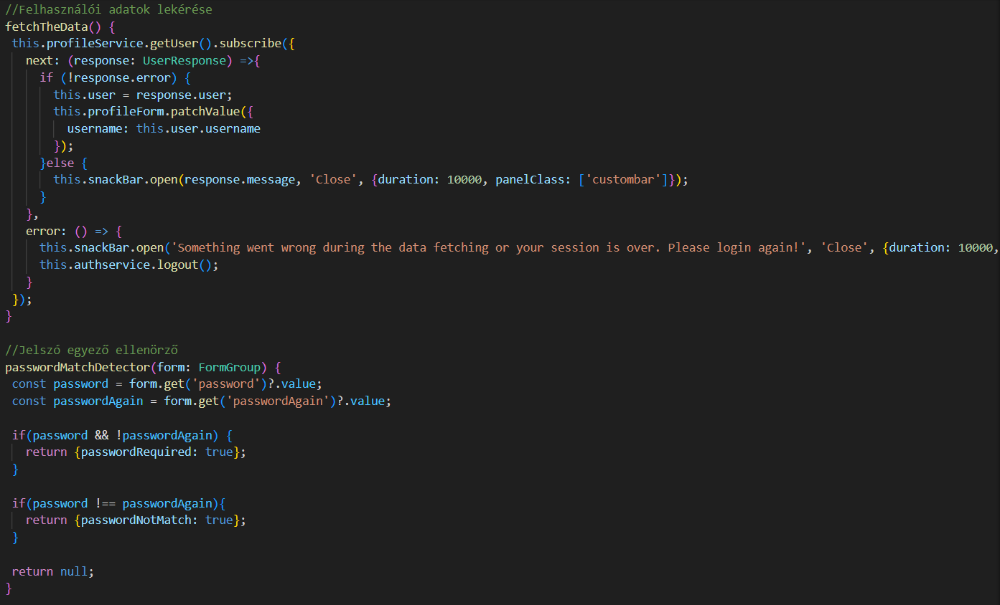 //Felhasználói adatok lekérése
fetchTheData() {
 this.profileService.getUser().subscribe({
   next: (response: UserResponse) =>{
     if (!response.error) {
       this.user = response.user;
       this.profileForm.patchValue({
         username: this.user.username
       });
     }else {
       this.snackBar.open(response.message, 'Close', {duration: 10000, panelClass: ['custombar']});
     }
   },
   error: () => {
     this.snackBar.open('Something went wrong during the data fetching or your session is over. Please login again!', 'Close', {duration: 10000,
     this.authservice.logout();
   }
 });
}

//Jelszó egyező ellenörző
passwordMatchDetector(form: FormGroup) {
 const password = form.get('password')?.value;
 const passwordAgain = form.get('passwordAgain')?.value;

 if(password && !passwordAgain) {
   return {passwordRequired: true};
 }

 if(password !== passwordAgain){
   return {passwordNotMatch: true};
 }

 return null;
}